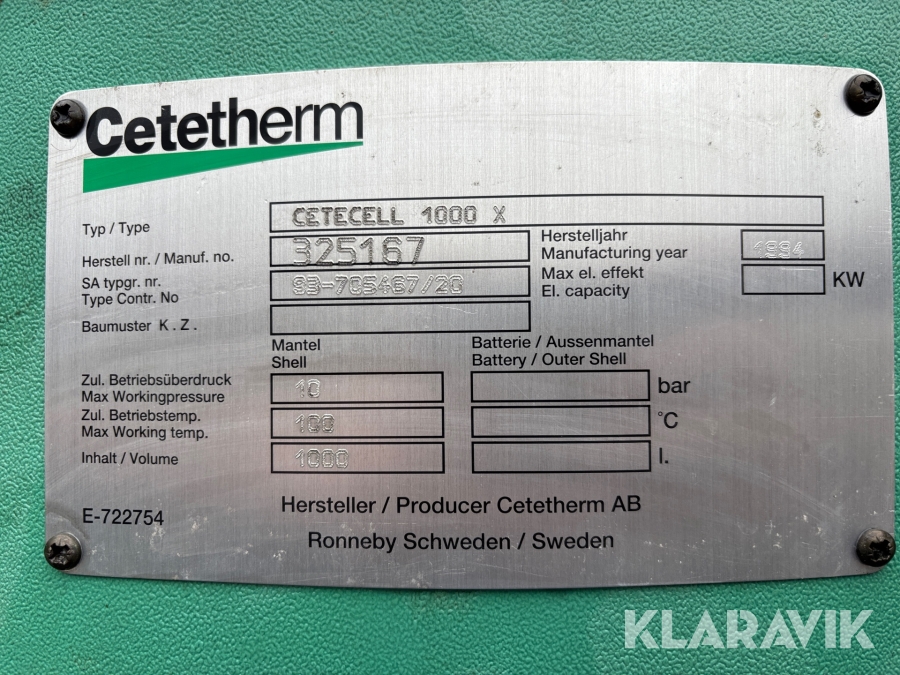 Cetetherm
Typ / Type CETECELL 1000 X
Herstell nr. / Manuf. no. 325167
Herstelljahr
Manufacturing year 1994
SA typgr. nr.
Type Contr. No 93-705467/20
Max el. effekt
El. capacity KW
Baumuster K . Z .
Mantel
Shell
Batterie / Aussenmantel
Battery / Outer Shell
Zul. Betriebsüberdruck
Max Workingpressure 10 bar
Zul. Betriebstemp.
Max Working temp. 100 °C
Inhalt / Volume 1000 l.
E-722754
Hersteller / Producer Cetetherm AB
Ronneby Schweden / Sweden
KLARAVIK